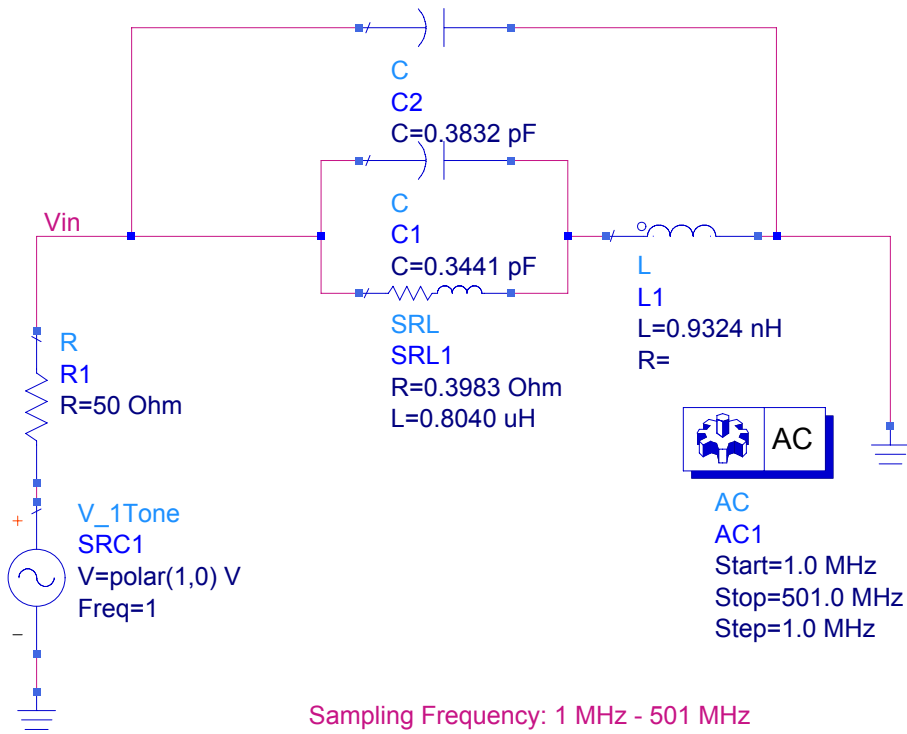 C
C2
C=0.3832 pF
C
C1
C=0.3441 pF
Vin
SRL
SRL1
R=0.3983 Ohm
L=0.8040 uH
L
L1
L=0.9324 nH
R=
R
R1
R=50 Ohm
AC
AC
AC1
Start=1.0 MHz
Stop=501.0 MHz
Step=1.0 MHz
+
V_1Tone
SRC1
V=polar(1,0) V
Freq=1
−
Sampling Frequency: 1 MHz - 501 MHz